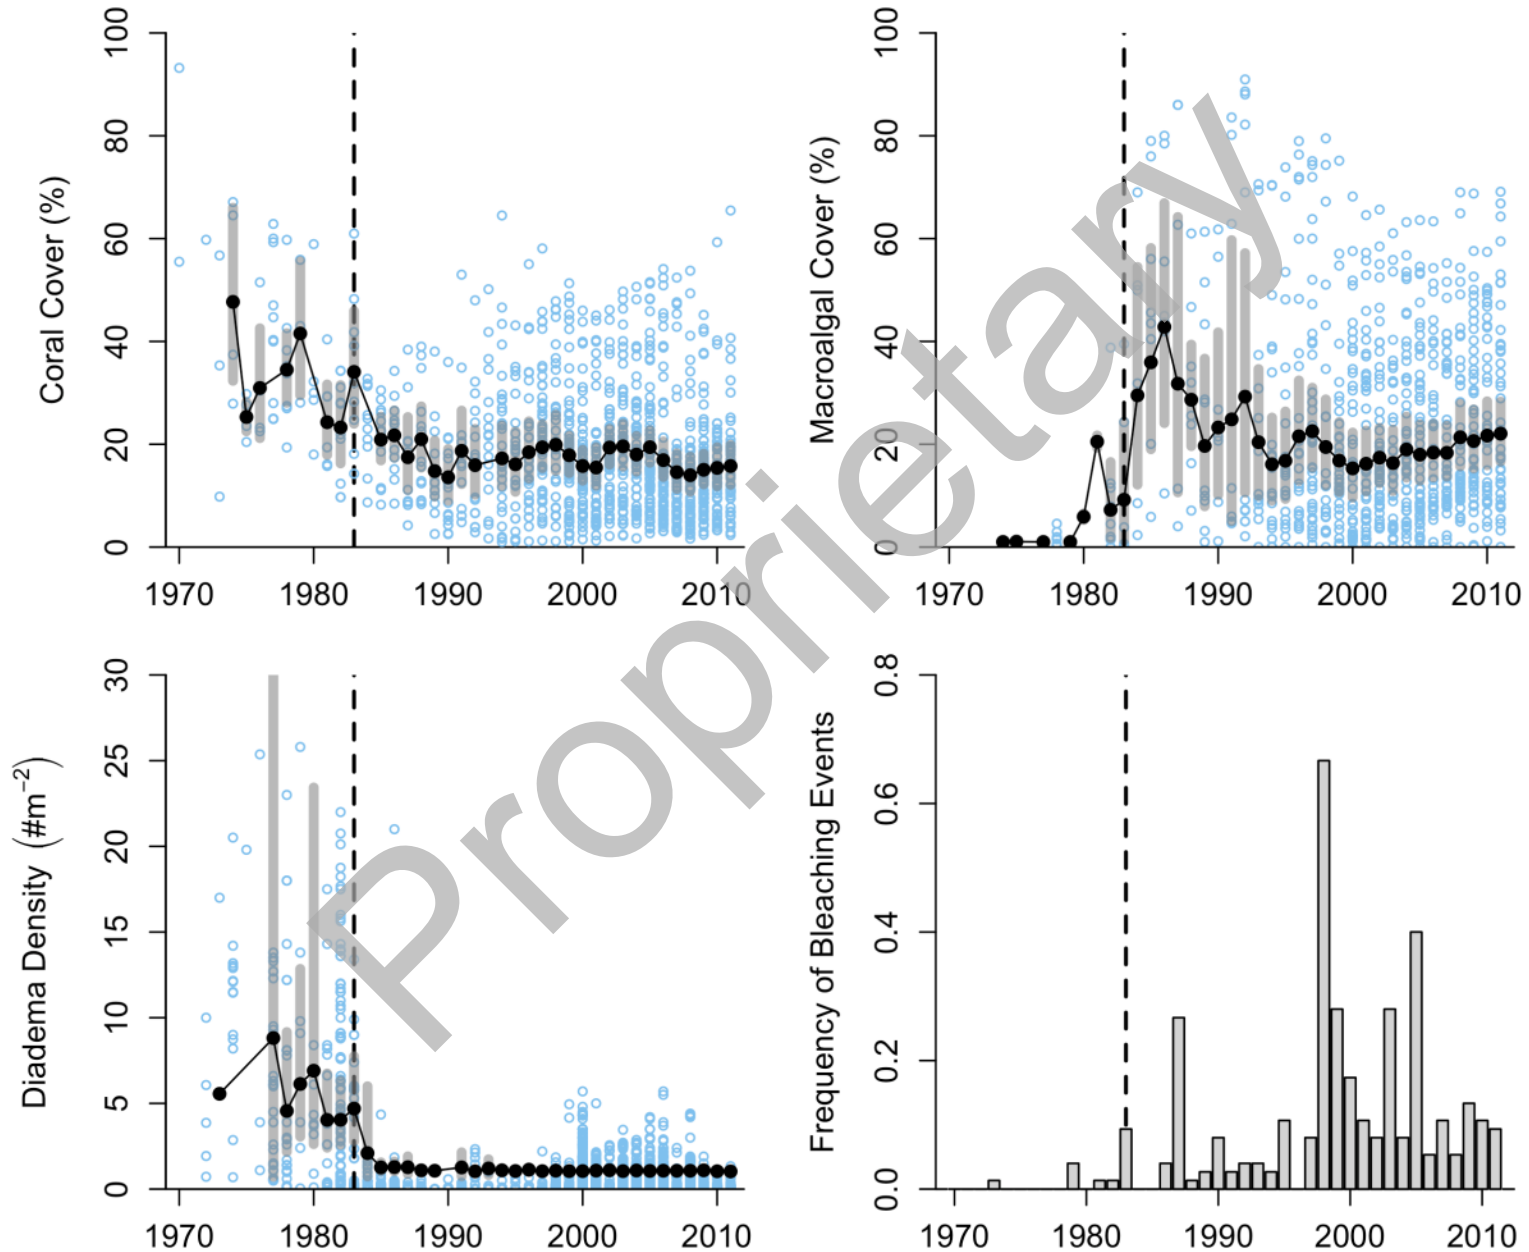 Coral Cover (%)
100
80
60
40
20
0
1970 1980 1990 2000 2010
Macroalgal Cover (%)
100
80
60
40
20
0
1970 1980 1990 2000 2010
Diadema Density (#m⁻²)
30
25
20
15
10
5
0
1970 1980 1990 2000 2010
Frequency of Bleaching Events
0.8
0.6
0.4
0.2
0.0
1970 1980 1990 2000 2010
Proprietary